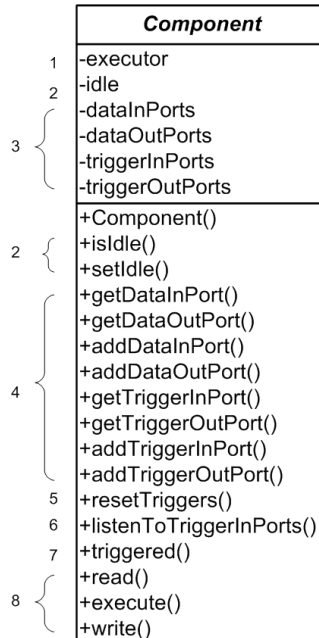 Component
1 -executor
2 -idle
3 -dataInPorts
-dataOutPorts
-triggerInPorts
-triggerOutPorts
+Component()
2 +isIdle()
+setIdle()
4 +getDataInPort()
+getDataOutPort()
+addDataInPort()
+addDataOutPort()
+getTriggerInPort()
+getTriggerOutPort()
+addTriggerInPort()
+addTriggerOutPort()
5 +resetTriggers()
6 +listenToTriggerInPorts()
7 +triggered()
8 +read()
+execute()
+write()